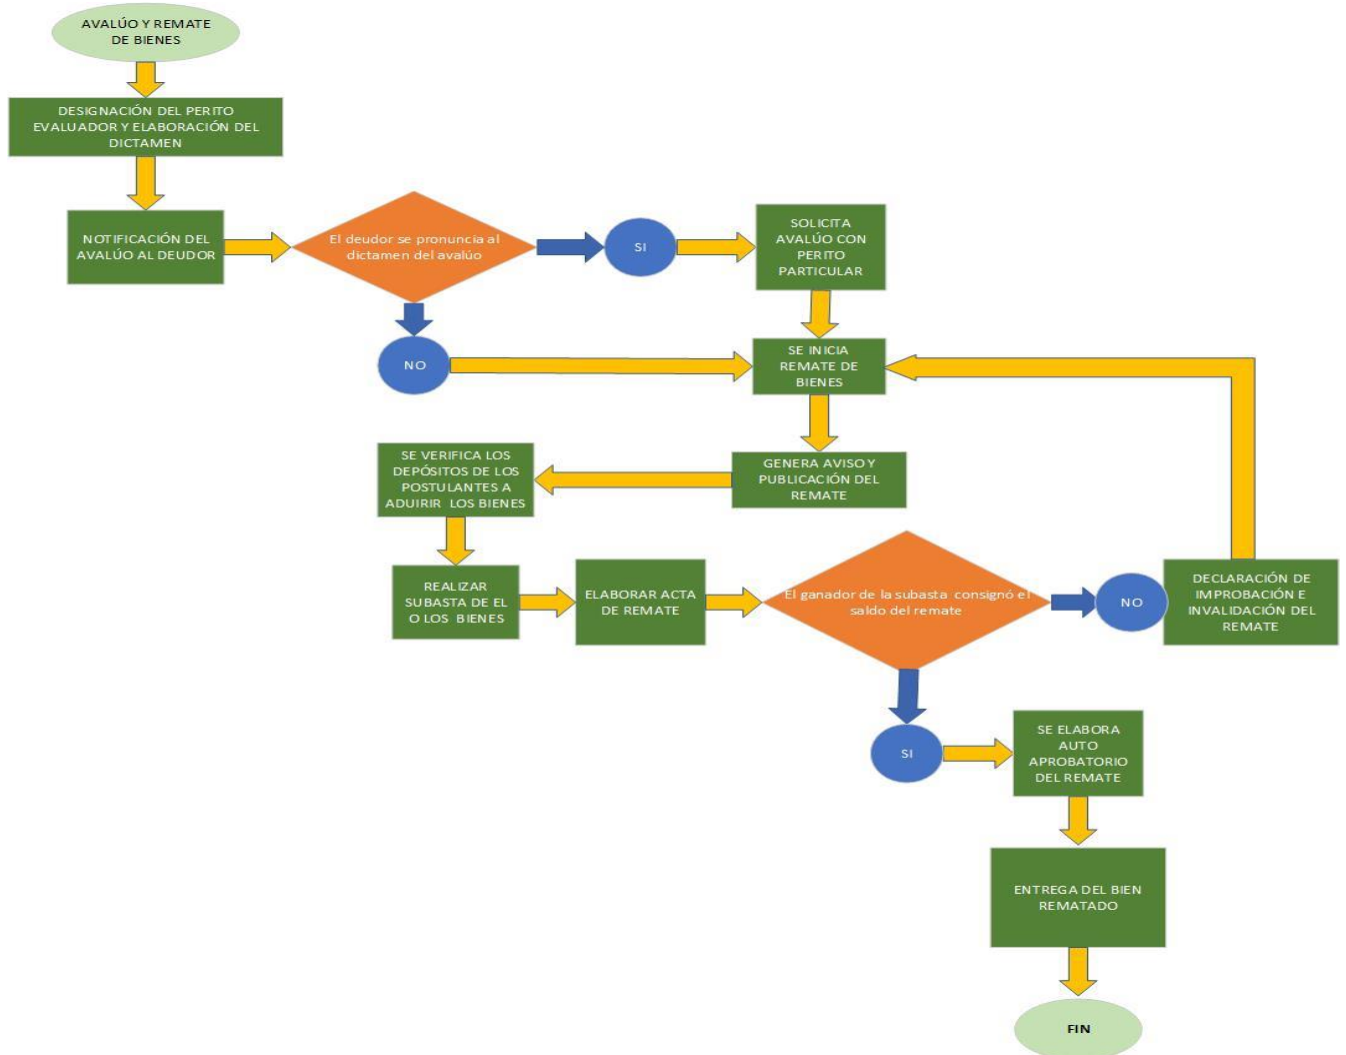 AVALÚO Y REMATE
DE BIENES
DESIGNACIÓN DEL PERITO
EVALUADOR Y ELABORACIÓN DEL
DICTAMEN
NOTIFICACIÓN DEL
AVALÚO AL DEUDOR
El deudor se pronuncia al
dictamen del avalúo
SI
SOLICITA
AVALÚO CON
PERITO
PARTICULAR
NO
SE INICIA
REMATE DE
BIENES
GENERA AVISO Y
PUBLICACIÓN DEL
REMATE
SE VERIFICA LOS
DEPÓSITOS DE LOS
POSTULANTES A
ADUIRIR LOS BIENES
REALIZAR
SUBASTA DE EL
O LOS BIENES
ELABORAR ACTA
DE REMATE
El ganador de la subasta consignó el
saldo del remate
NO
DECLARACIÓN DE
IMPROBACIÓN E
INVALIDACIÓN DEL
REMATE
SI
SE ELABORA
AUTO
APROBATORIO
DEL REMATE
ENTREGA DEL BIEN
REMATADO
FIN